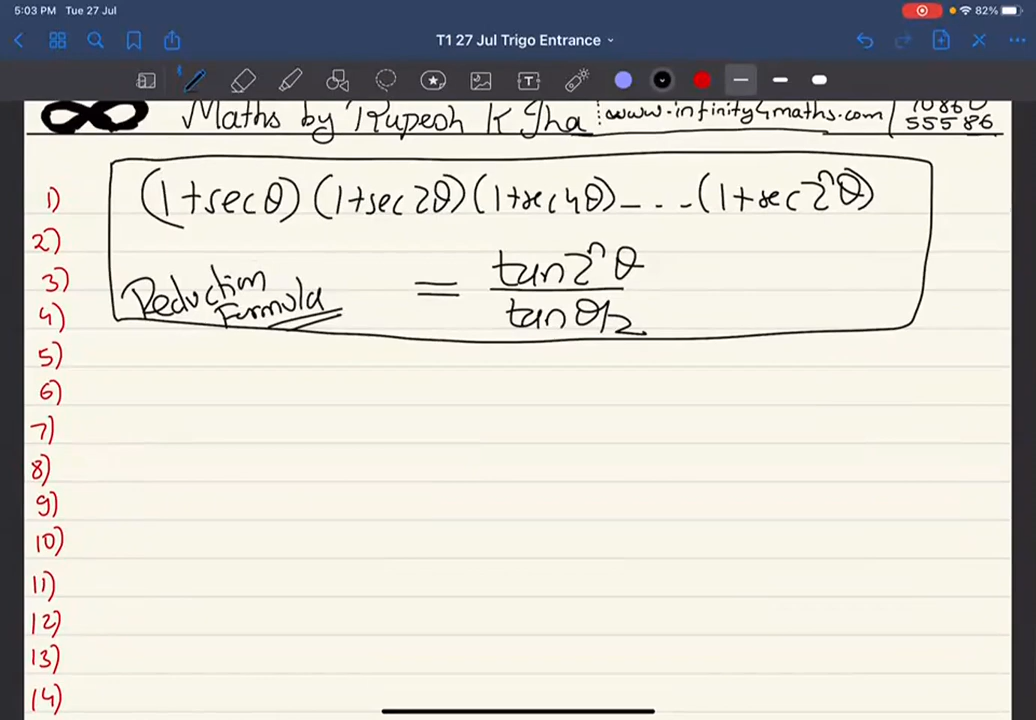 5:03 PM Tue 27 Jul
82%
T1 27 Jul Trigo Entrance
Maths by Rupesh K Jha
www.infinity4maths.com
55586
1) (1+secθ)(1+sec2θ)(1+sec4θ)_...(1+sec2ⁿθ)
2)
3) = tan2ⁿθ
Reduction
4) Formula tanθ/2
5)
6)
7)
8)
9)
10)
11)
12)
13)
14)